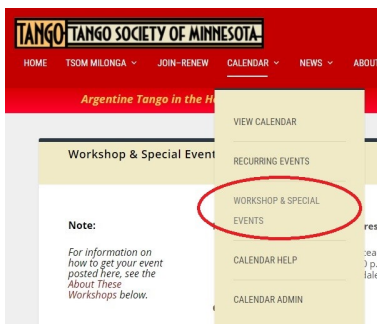 TANGO TANGO SOCIETY OF MINNESOTA
HOME TSOM MILONGA JOIN-RENEW CALENDAR NEWS ABOU
Argentine Tango in the H
VIEW CALENDAR
Workshop & Special Event
RECURRING EVENTS
WORKSHOP & SPECIAL
EVENTS
Note:
For information on
how to get your event
posted here, see the
About These
Workshops below.
CALENDAR HELP
CALENDAR ADMIN